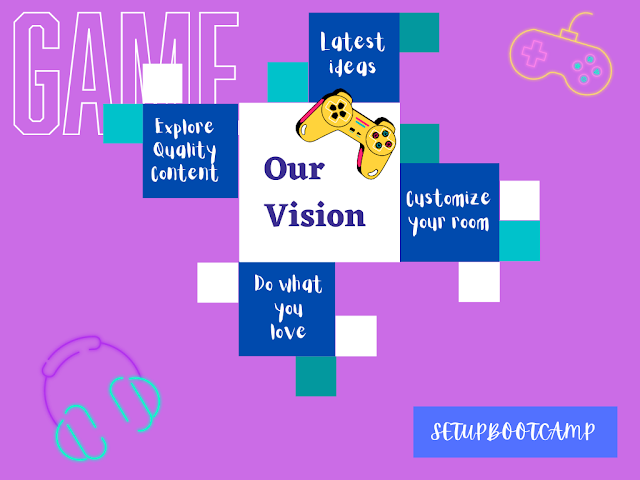 GAME
Latest
ideas
Explore
Quality
Content
Our
Vision
Customize
your room
Do what
you
love
SETUPBOOTCAMP